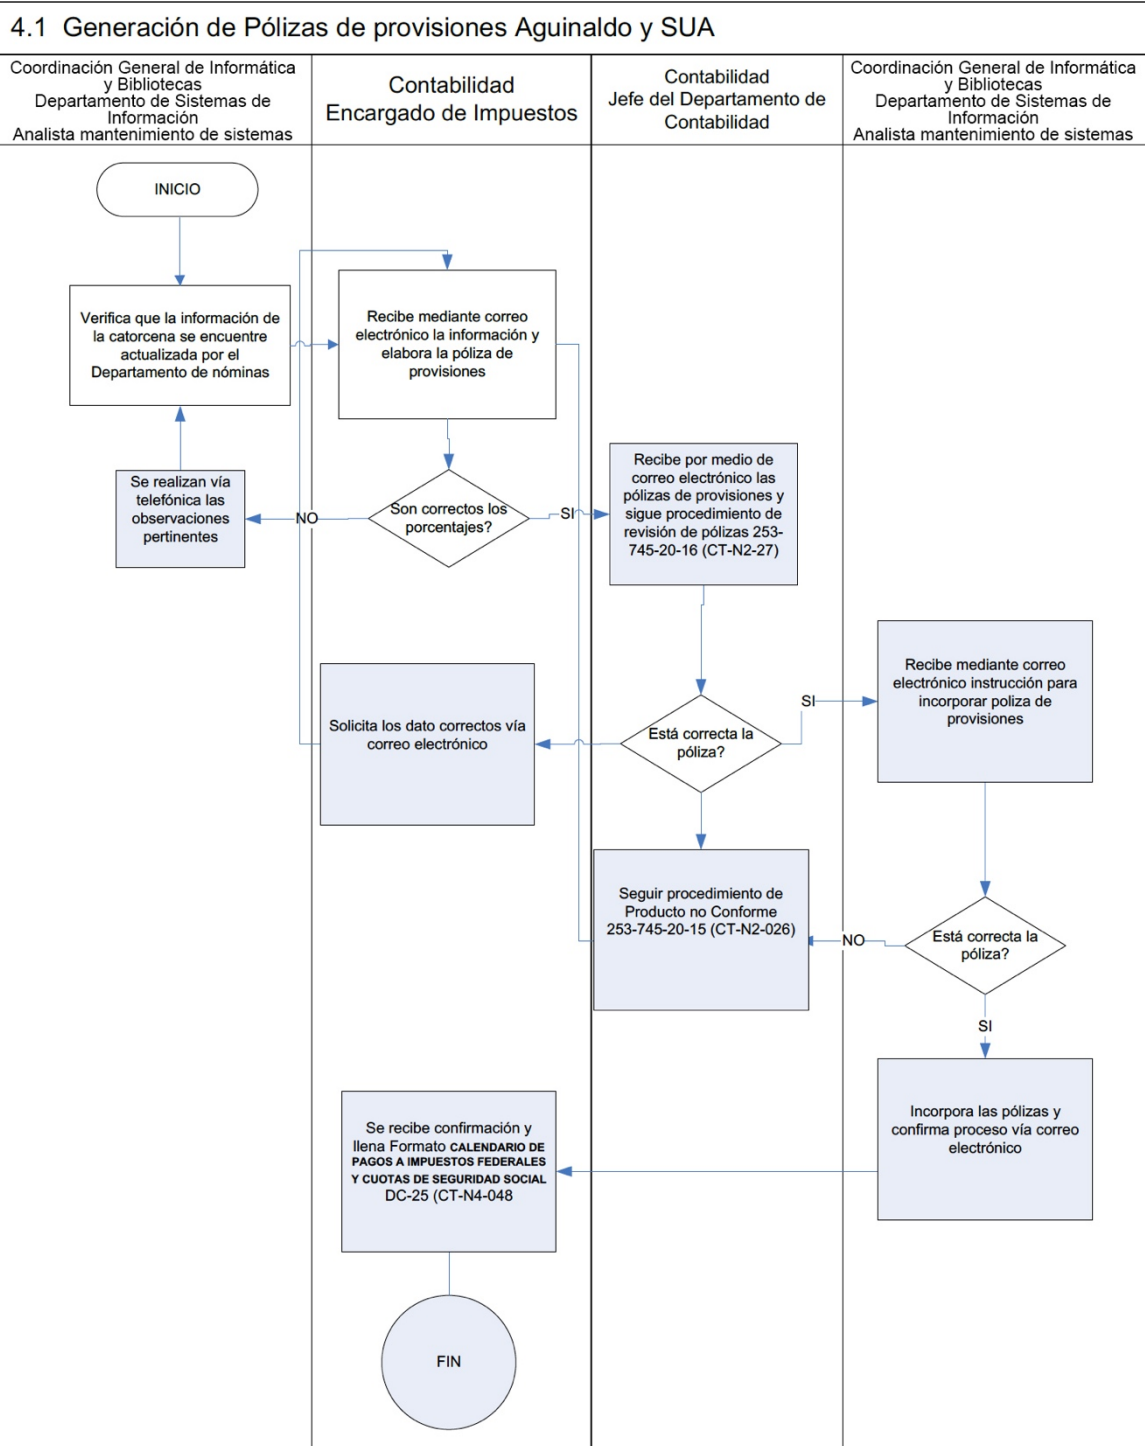 4.1 Generación de Pólizas de provisiones Aguinaldo y SUA
Coordinación General de Informática
y Bibliotecas
Departamento de Sistemas de
Información
Analista mantenimiento de sistemas
Contabilidad
Encargado de Impuestos
Contabilidad
Jefe del Departamento de
Contabilidad
Coordinación General de Informática
y Bibliotecas
Departamento de Sistemas de
Información
Analista mantenimiento de sistemas
INICIO
Verifica que la información de
la catorcena se encuentre
actualizada por el
Departamento de nóminas
Recibe mediante correo
electrónico la información y
elabora la póliza de
provisiones
Se realizan vía
telefónica las
observaciones
pertinentes
NO
Son correctos los
porcentajes?
SI
Recibe por medio de
correo electrónico las
pólizas de provisiones y
sigue procedimiento de
revisión de pólizas 253-
745-20-16 (CT-N2-27)
Solicita los dato correctos vía
correo electrónico
Está correcta la
póliza?
SI
Recibe mediante correo
electrónico instrucción para
incorporar poliza de
provisiones
Seguir procedimiento de
Producto no Conforme
253-745-20-15 (CT-N2-026)
NO
Está correcta la
póliza?
SI
Incorpora las pólizas y
confirma proceso vía correo
electrónico
Se recibe confirmación y
llena Formato CALENDARIO DE
PAGOS A IMPUESTOS FEDERALES
Y CUOTAS DE SEGURIDAD SOCIAL
DC-25 (CT-N4-048
FIN